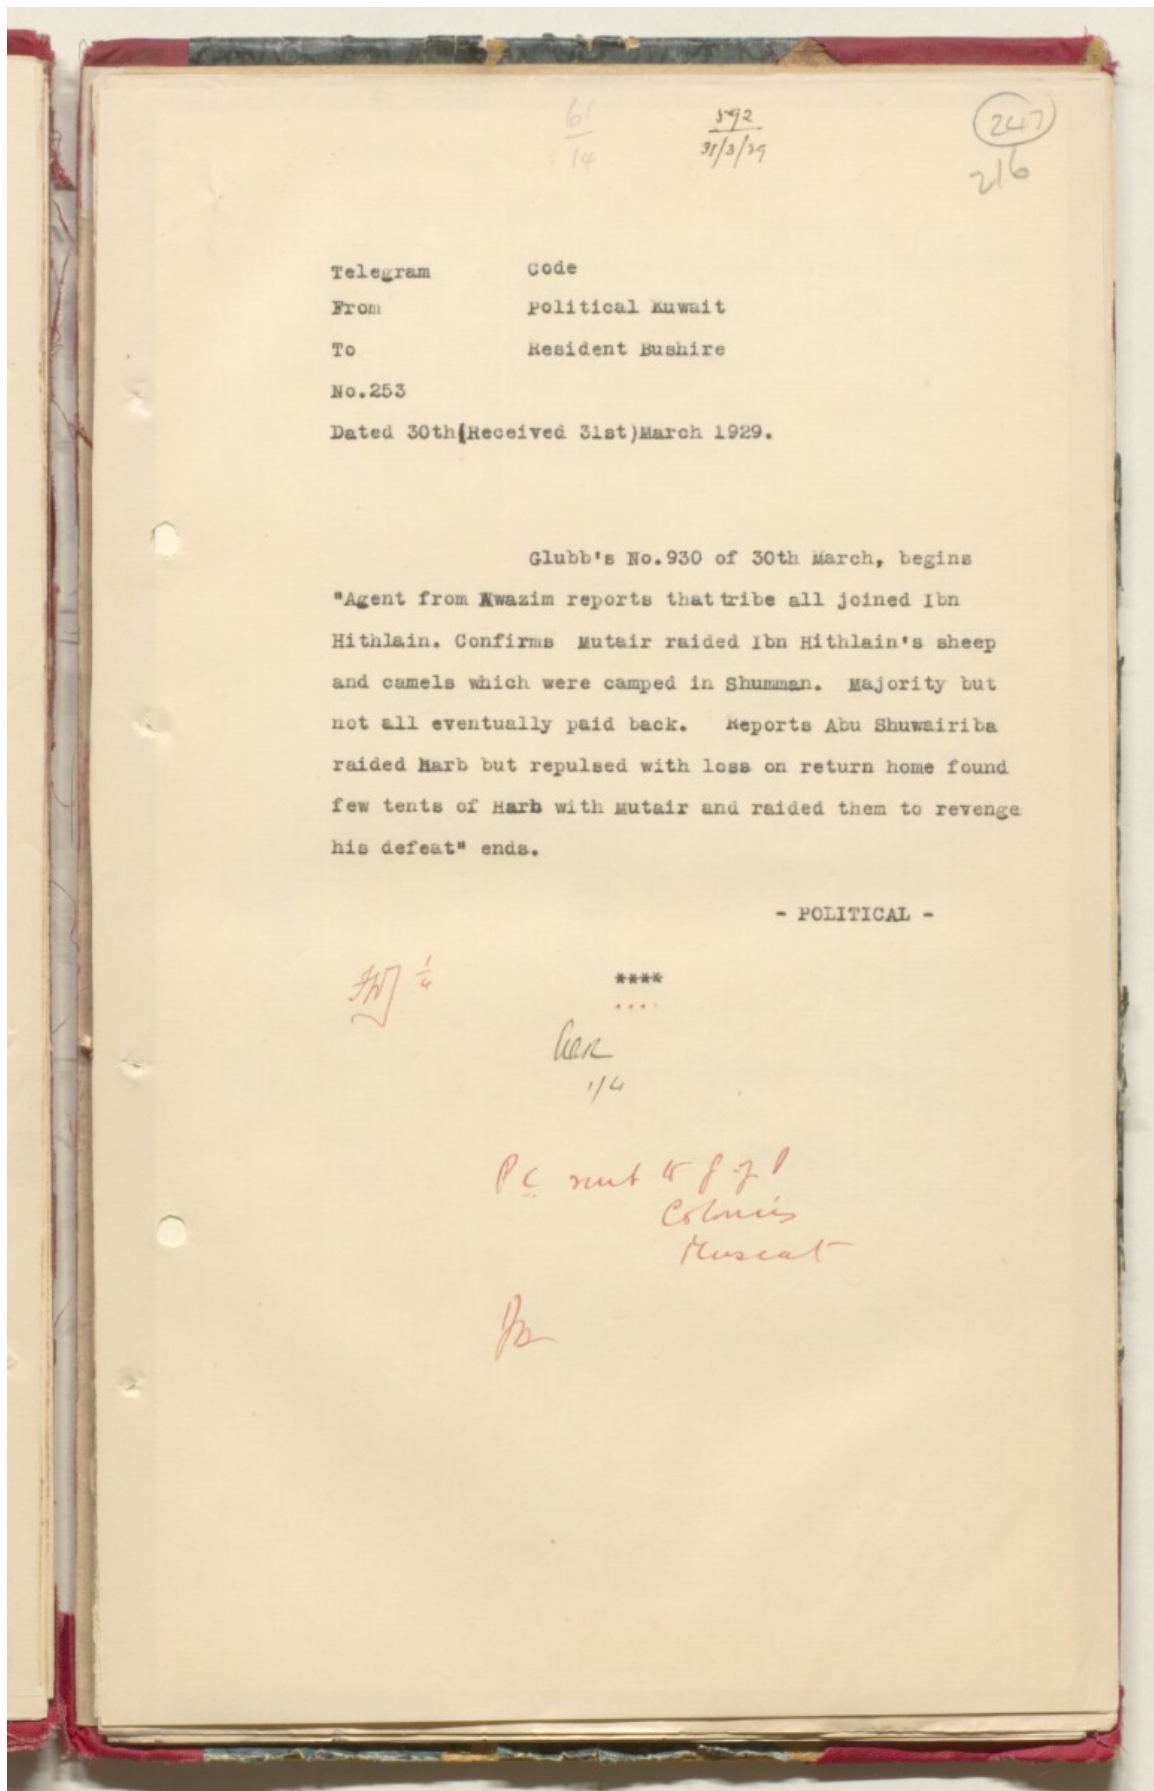 61
14
592
31/3/29
247
216
Telegram Code
From Political Kuwait
To Resident Bushire
No.253
Dated 30th(Received 31st)March 1929.
Glubb's No.930 of 30th March, begins
"Agent from Awazim reports that tribe all joined Ibn
Hithlain. Confirms Mutair raided Ibn Hithlain's sheep
and camels which were camped in Shumman. Majority but
not all eventually paid back. Reports Abu Shuwairiba
raided Harb but repulsed with loss on return home found
few tents of Harb with Mutair and raided them to revenge
his defeat" ends.
- POLITICAL -
****
....
1/4
1/4
P C sent to G of I
Colonies
Muscat